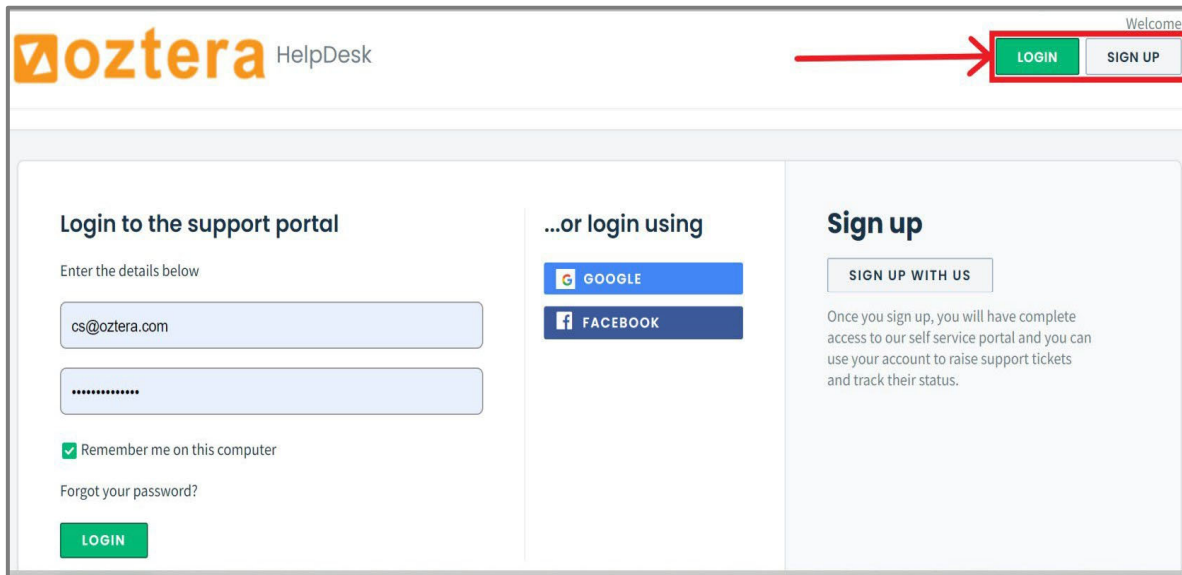 Welcome
oztera HelpDesk
LOGIN SIGN UP
Login to the support portal
Enter the details below
cs@oztera.com
••••••••••••••
Remember me on this computer
Forgot your password?
LOGIN
...or login using
G GOOGLE
f FACEBOOK
Sign up
SIGN UP WITH US
Once you sign up, you will have complete
access to our self service portal and you can
use your account to raise support tickets
and track their status.